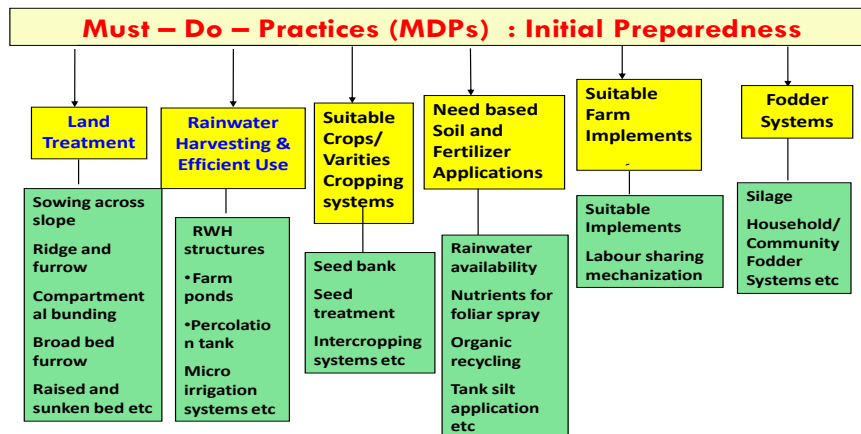 Must – Do – Practices (MDPs)  : Initial Preparedness
Land
Treatment
Sowing across
slope
Ridge and
furrow
Compartment
al bunding
Broad bed
furrow
Raised and
sunken bed etc
Rainwater
Harvesting &
Efficient Use
RWH
structures
•Farm
ponds
•Percolatio
n tank
Micro
irrigation
systems etc
Suitable
Crops/
Varities
Cropping
systems
Seed bank
Seed
treatment
Intercropping
systems etc
Need based
Soil and
Fertilizer
Applications
Rainwater
availability
Nutrients for
foliar spray
Organic
recycling
Tank silt
application
etc
Suitable
Farm
Implements
Suitable
Implements
Labour sharing
mechanization
Fodder
Systems
Silage
Household/
Community
Fodder
Systems etc